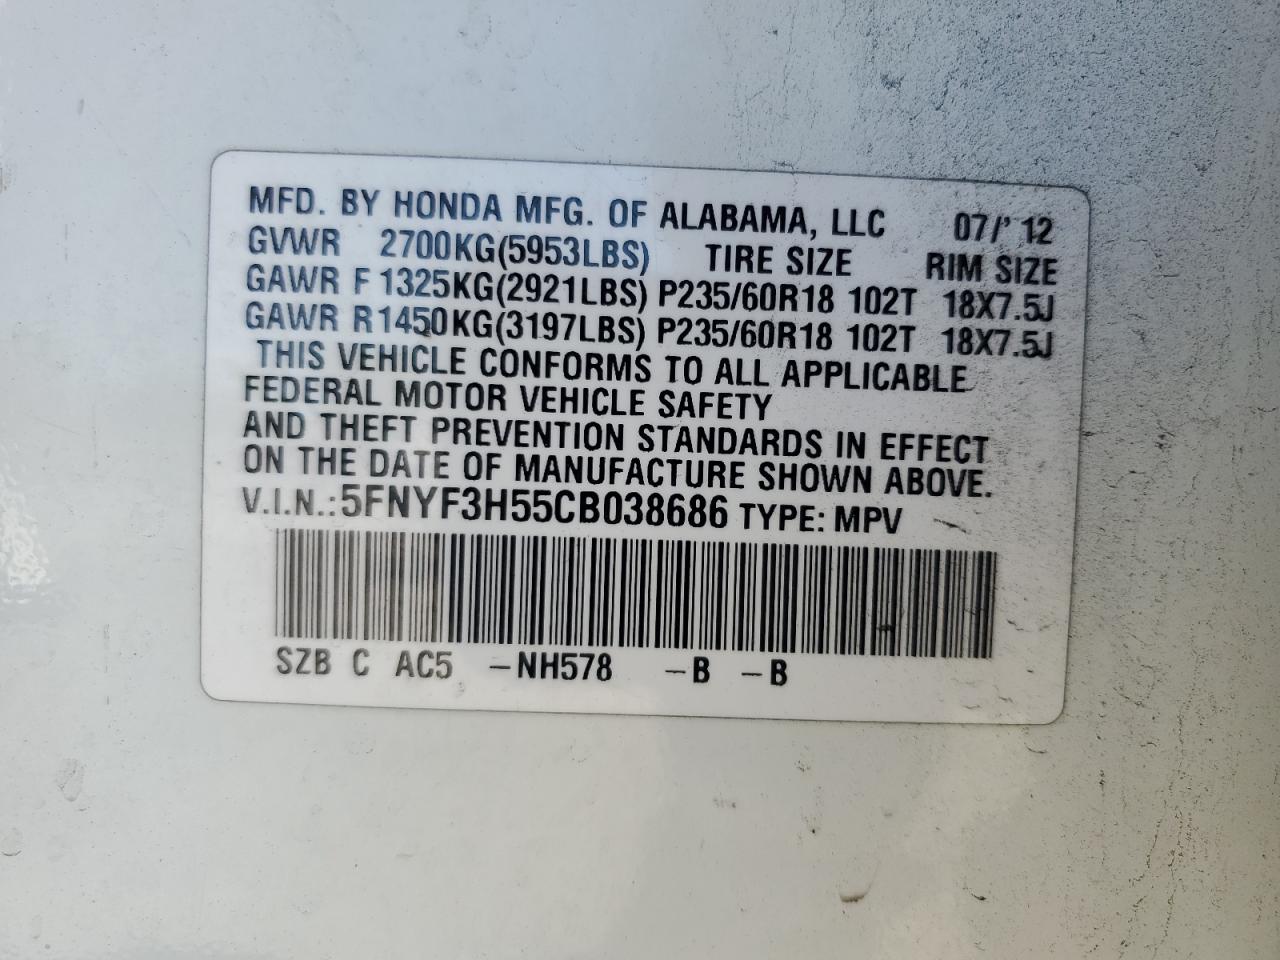 MFD. BY HONDA MFG. OF ALABAMA, LLC 07/'12
GVWR 2700KG(5953LBS) TIRE SIZE RIM SIZE
GAWR F 1325KG(2921LBS) P235/60R18 102T 18X7.5J
GAWR R1450KG(3197LBS) P235/60R18 102T 18X7.5J
THIS VEHICLE CONFORMS TO ALL APPLICABLE
FEDERAL MOTOR VEHICLE SAFETY
AND THEFT PREVENTION STANDARDS IN EFFECT
ON THE DATE OF MANUFACTURE SHOWN ABOVE.
V.I.N.:5FNYF3H55CB038686 TYPE: MPV
SZB C AC5 -NH578 -B -B